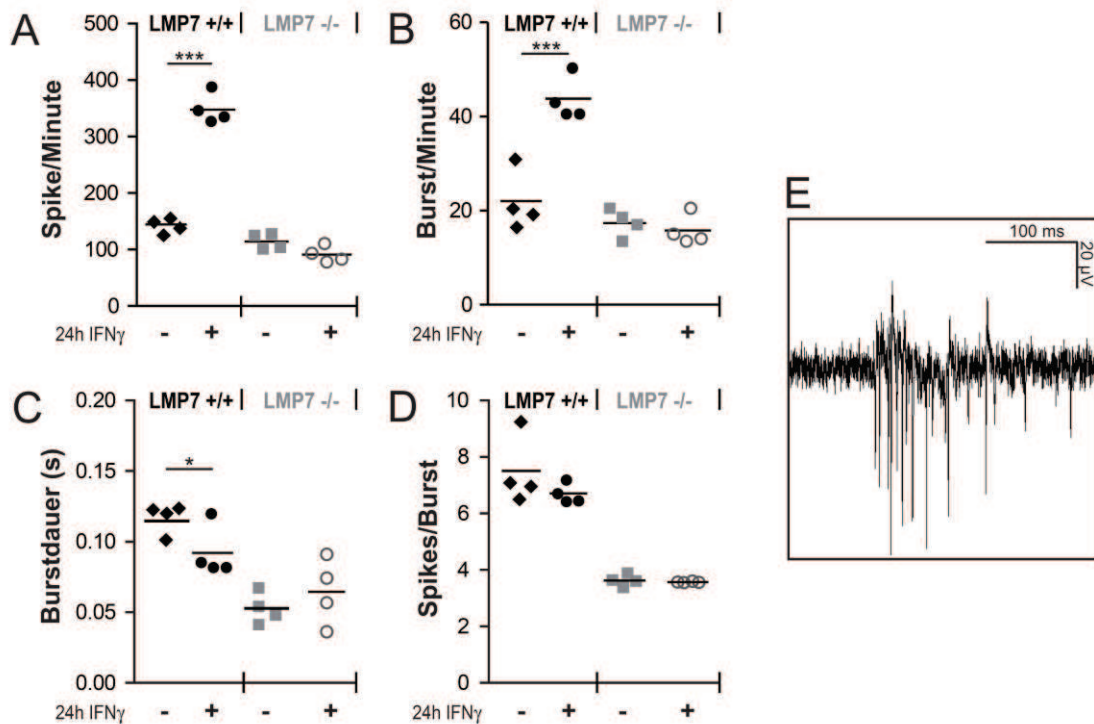 A
LMP7 +/+ | LMP7 -/- |
Spike/Minute
500
400
300
200
100
0
***
24h IFNγ - + - +
B
LMP7 +/+ | LMP7 -/- |
Burst/Minute
60
40
20
0
***
24h IFNγ - + - +
C
LMP7 +/+ | LMP7 -/- |
Burstdauer (s)
0.20
0.15
0.10
0.05
0.00
*
24h IFNγ - + - +
D
LMP7 +/+ | LMP7 -/- |
Spikes/Burst
10
8
6
4
2
0
24h IFNγ - + - +
E
100 ms
20 µV